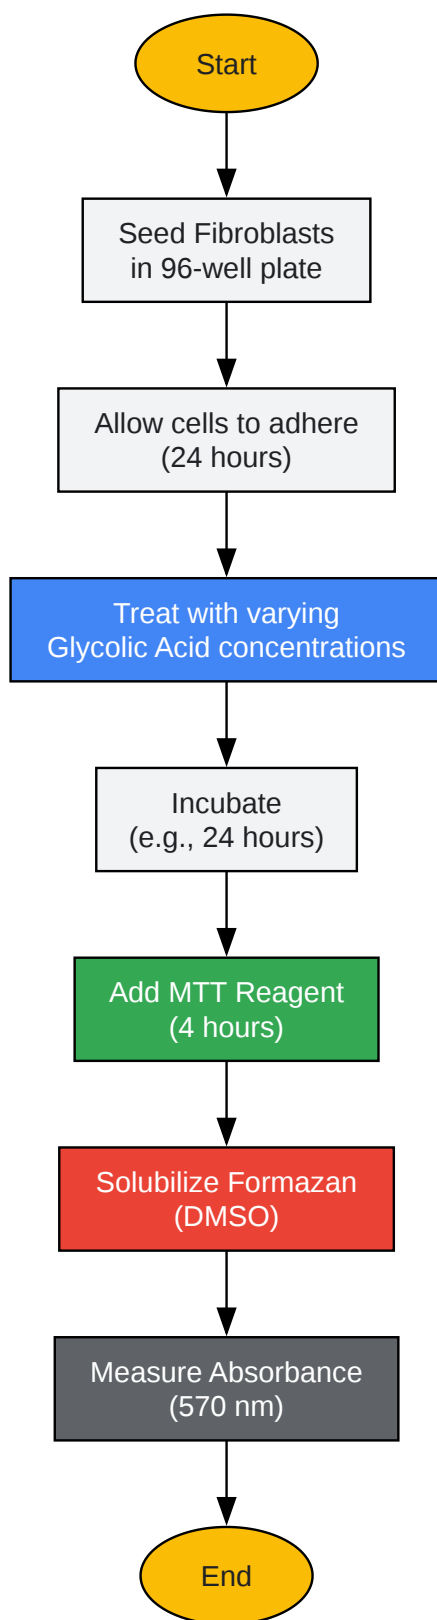 Start
Seed Fibroblasts
in 96-well plate
Allow cells to adhere
(24 hours)
Treat with varying
Glycolic Acid concentrations
Incubate
(e.g., 24 hours)
Add MTT Reagent
(4 hours)
Solubilize Formazan
(DMSO)
Measure Absorbance
(570 nm)
End